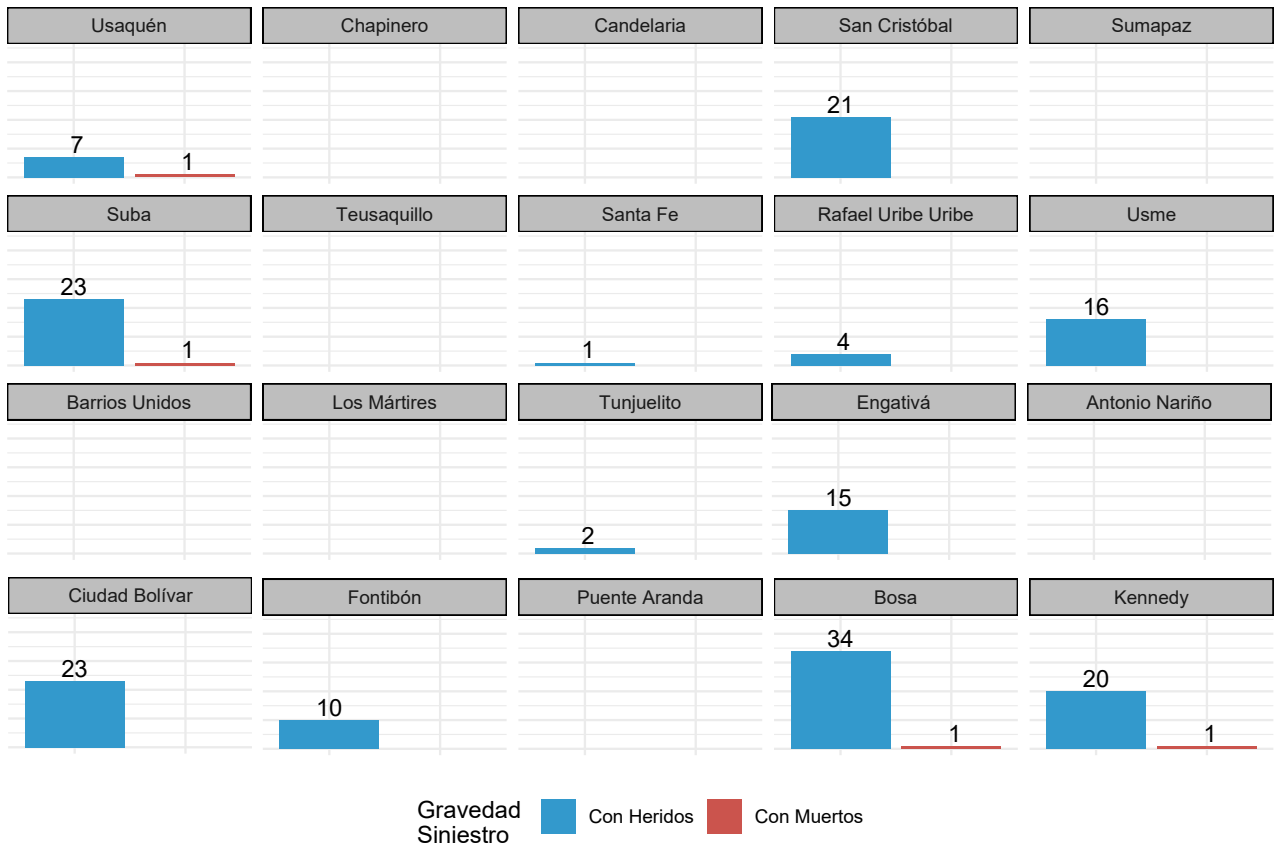 Usaquén
Chapinero
Candelaria
San Cristóbal
Sumapaz
7
1
21
Suba
Teusaquillo
Santa Fe
Rafael Uribe Uribe
Usme
23
1
1
4
16
Barrios Unidos
Los Mártires
Tunjuelito
Engativá
Antonio Nariño
2
15
Ciudad Bolívar
Fontibón
Puente Aranda
Bosa
Kennedy
23
10
34
1
20
1
Gravedad
Siniestro
Con Heridos
Con Muertos